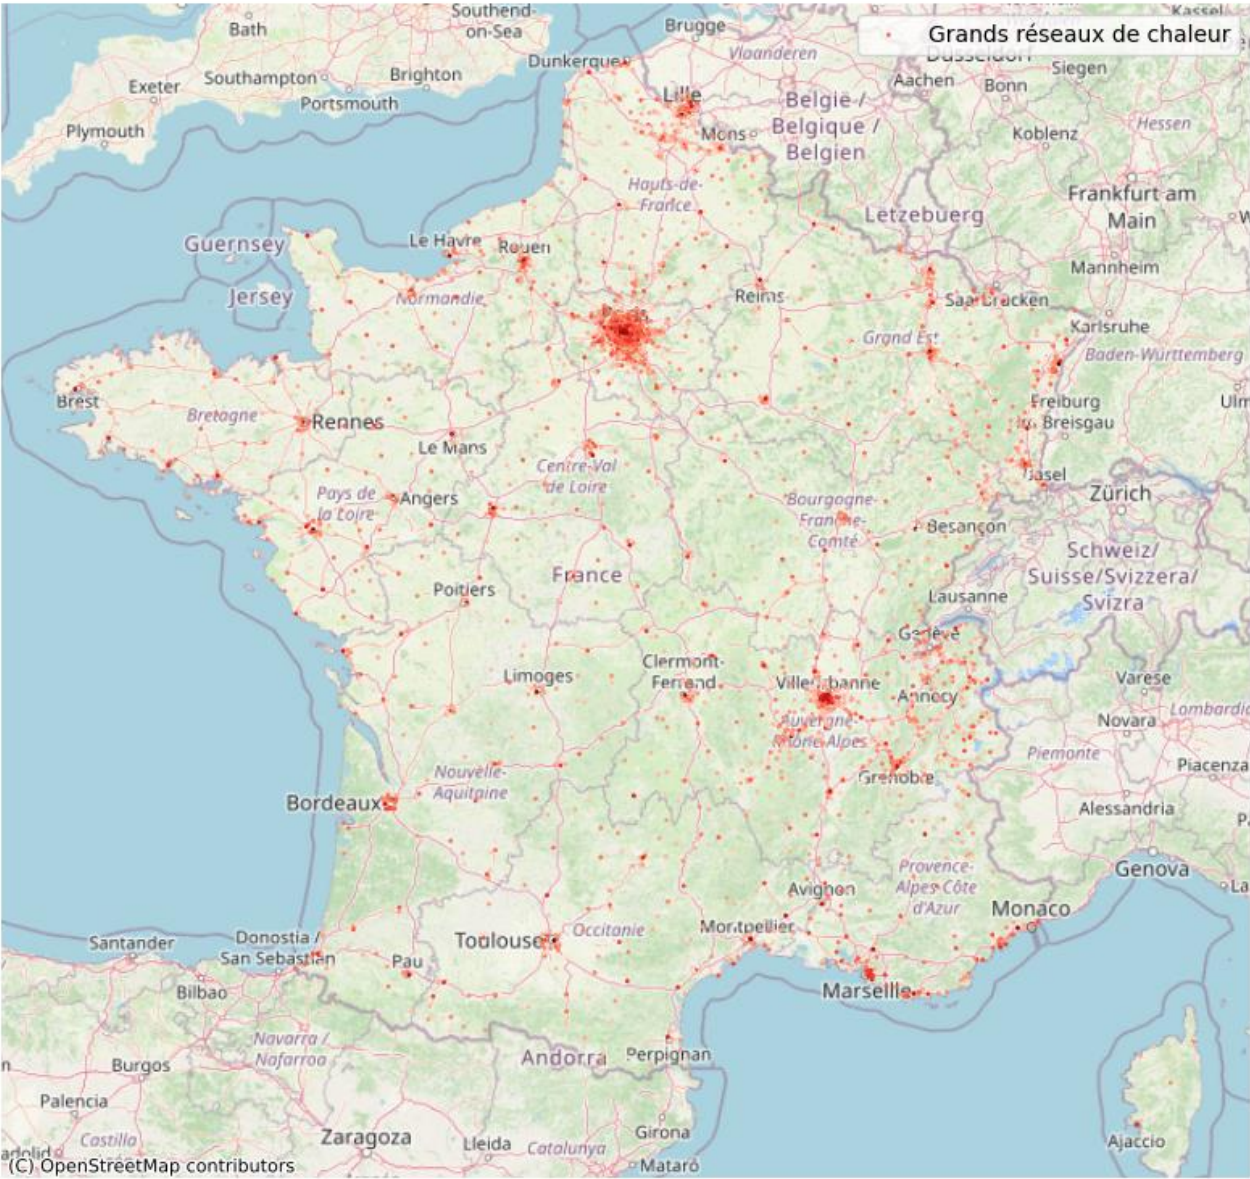 Southend-
on-Sea
Bath
Brugge
Grands réseaux de chaleur
Vlaanderen
Dunkerque
Siegen
Aachen
Bonn
Exeter
Southampton
Brighton
Lille
België /
Belgique /
Belgien
Portsmouth
Plymouth
Mons
Koblenz
Hessen
Hauts-de-
France
Frankfurt am
Main
Letzebuerg
Guernsey
Le Havre
Rouen
Mannheim
Jersey
Normandie
Reims
Saarbrücken
Karlsruhe
Grand Est
Baden-Württemberg
Brest
Bretagne
Rennes
Freiburg
im Breisgau
Ulm
Le Mans
Centre-Val
de Loire
Basel
Zürich
Pays de
la Loire
Angers
Bourgogne-
Franche-
Comté
Besançon
Schweiz/
Suisse/Svizzera/
Svizra
France
Poitiers
Lausanne
Genève
Limoges
Clermont-
Ferrand
Villeurbanne
Annecy
Varese
Auvergne-
Rhône-Alpes
Novara
Lombardia
Piemonte
Piacenza
Nouvelle-
Aquitaine
Grenoble
Bordeaux
Alessandria
Provence-
Alpes-Côte
d'Azur
Genova
Avignon
Monaco
Montpellier
Santander
Donostia /
San Sebastián
Toulouse
Occitanie
Pau
Bilbao
Marseille
Navarra /
Nafarroa
Andorra
Perpignan
Burgos
Palencia
Zaragoza
Lleida
Catalunya
Girona
Castilla
Ajaccio
Mataró
(C) OpenStreetMap contributors